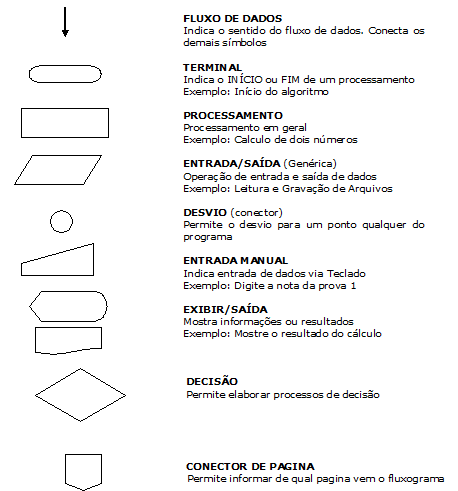 FLUXO DE DADOS
Indica o sentido do fluxo de dados. Conecta os
demais símbolos
TERMINAL
Indica o INÍCIO ou FIM de um processamento
Exemplo: Início do algoritmo
PROCESSAMENTO
Processamento em geral
Exemplo: Calculo de dois números
ENTRADA/SAÍDA (Genérica)
Operação de entrada e saída de dados
Exemplo: Leitura e Gravação de Arquivos
DESVIO (conector)
Permite o desvio para um ponto qualquer do
programa
ENTRADA MANUAL
Indica entrada de dados via Teclado
Exemplo: Digite a nota da prova 1
EXIBIR/SAÍDA
Mostra informações ou resultados
Exemplo: Mostre o resultado do cálculo
DECISÃO
Permite elaborar processos de decisão
CONECTOR DE PAGINA
Permite informar de qual pagina vem o fluxograma